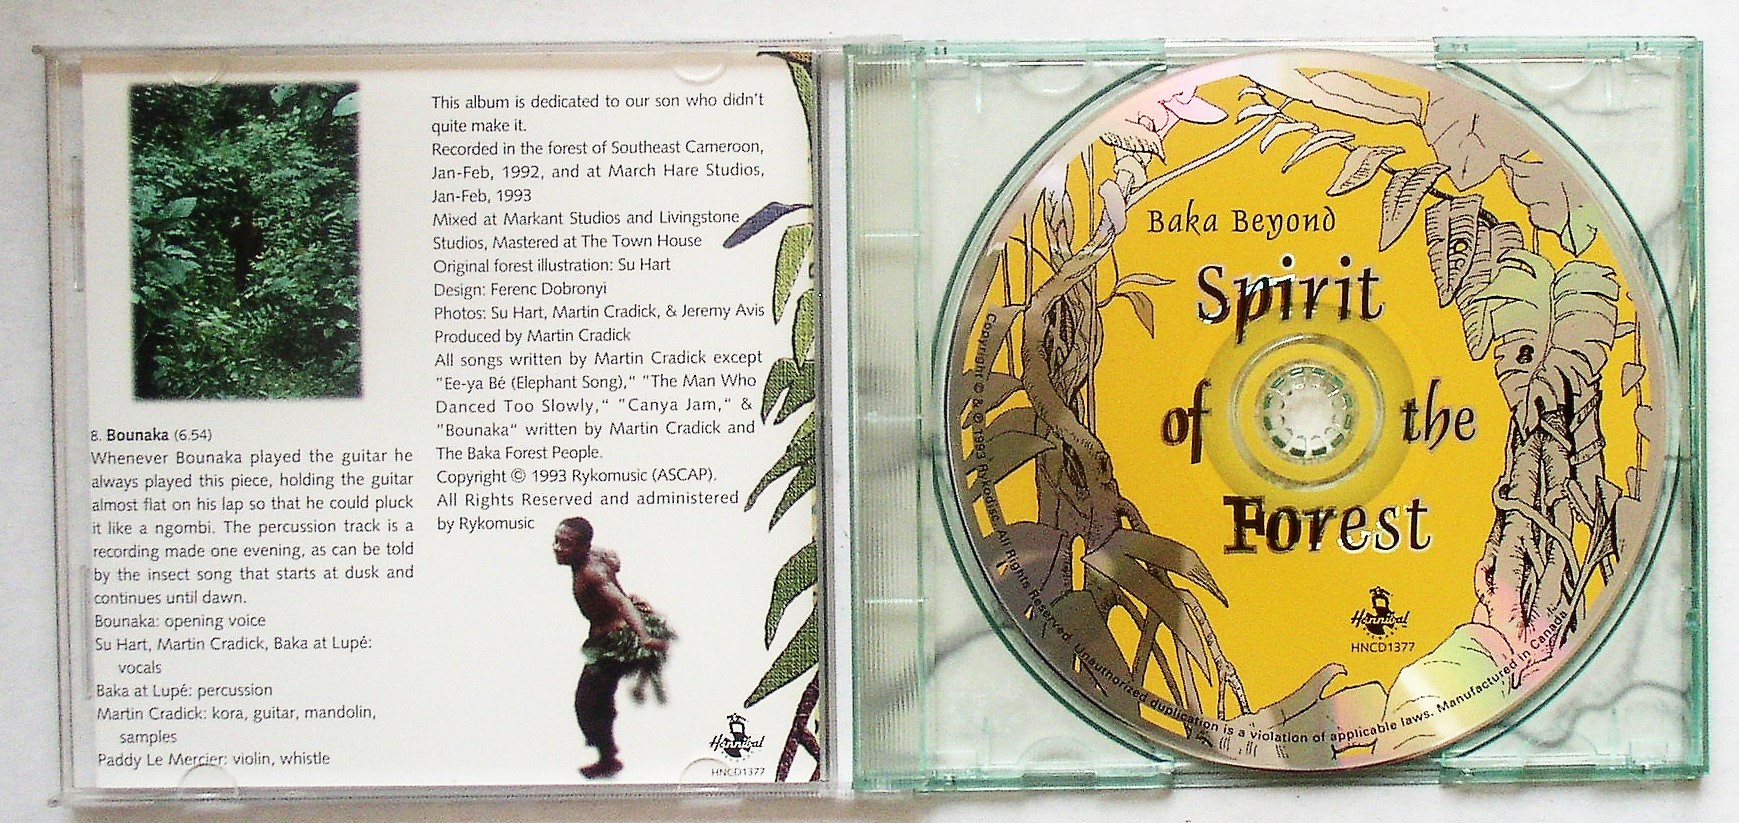 8. Bounaka (6.54)
Whenever Bounaka played the guitar he
always played this piece, holding the guitar
almost flat on his lap so that he could pluck
it like a ngombi. The percussion track is a
recording made one evening, as can be told
by the insect song that starts at dusk and
continues until dawn.
Bounaka: opening voice
Su Hart, Martin Cradick, Baka at Lupé:
vocals
Baka at Lupé: percussion
Martin Cradick: kora, guitar, mandolin,
samples
Paddy Le Mercier: violin, whistle
This album is dedicated to our son who didn't
quite make it.
Recorded in the forest of Southeast Cameroon,
Jan-Feb, 1992, and at March Hare Studios,
Jan-Feb, 1993
Mixed at Markant Studios and Livingstone
Studios, Mastered at The Town House
Original forest illustration: Su Hart
Design: Ferenc Dobronyi
Photos: Su Hart, Martin Cradick, & Jeremy Avis
Produced by Martin Cradick
All songs written by Martin Cradick except
"Ee-ya Bé (Elephant Song)," "The Man Who
Danced Too Slowly," "Canya Jam," &
"Bounaka" written by Martin Cradick and
The Baka Forest People.
Copyright © 1993 Rykomusic (ASCAP).
All Rights Reserved and administered
by Rykomusic
Hannibal
HNCD1377
Baka Beyond
Spirit
of the
Forest
Hannibal
HNCD1377
Copyright © & ℗ 1993 Rykodisc. All Rights Reserved. Unauthorized duplication is a violation of applicable laws. Manufactured in Canada